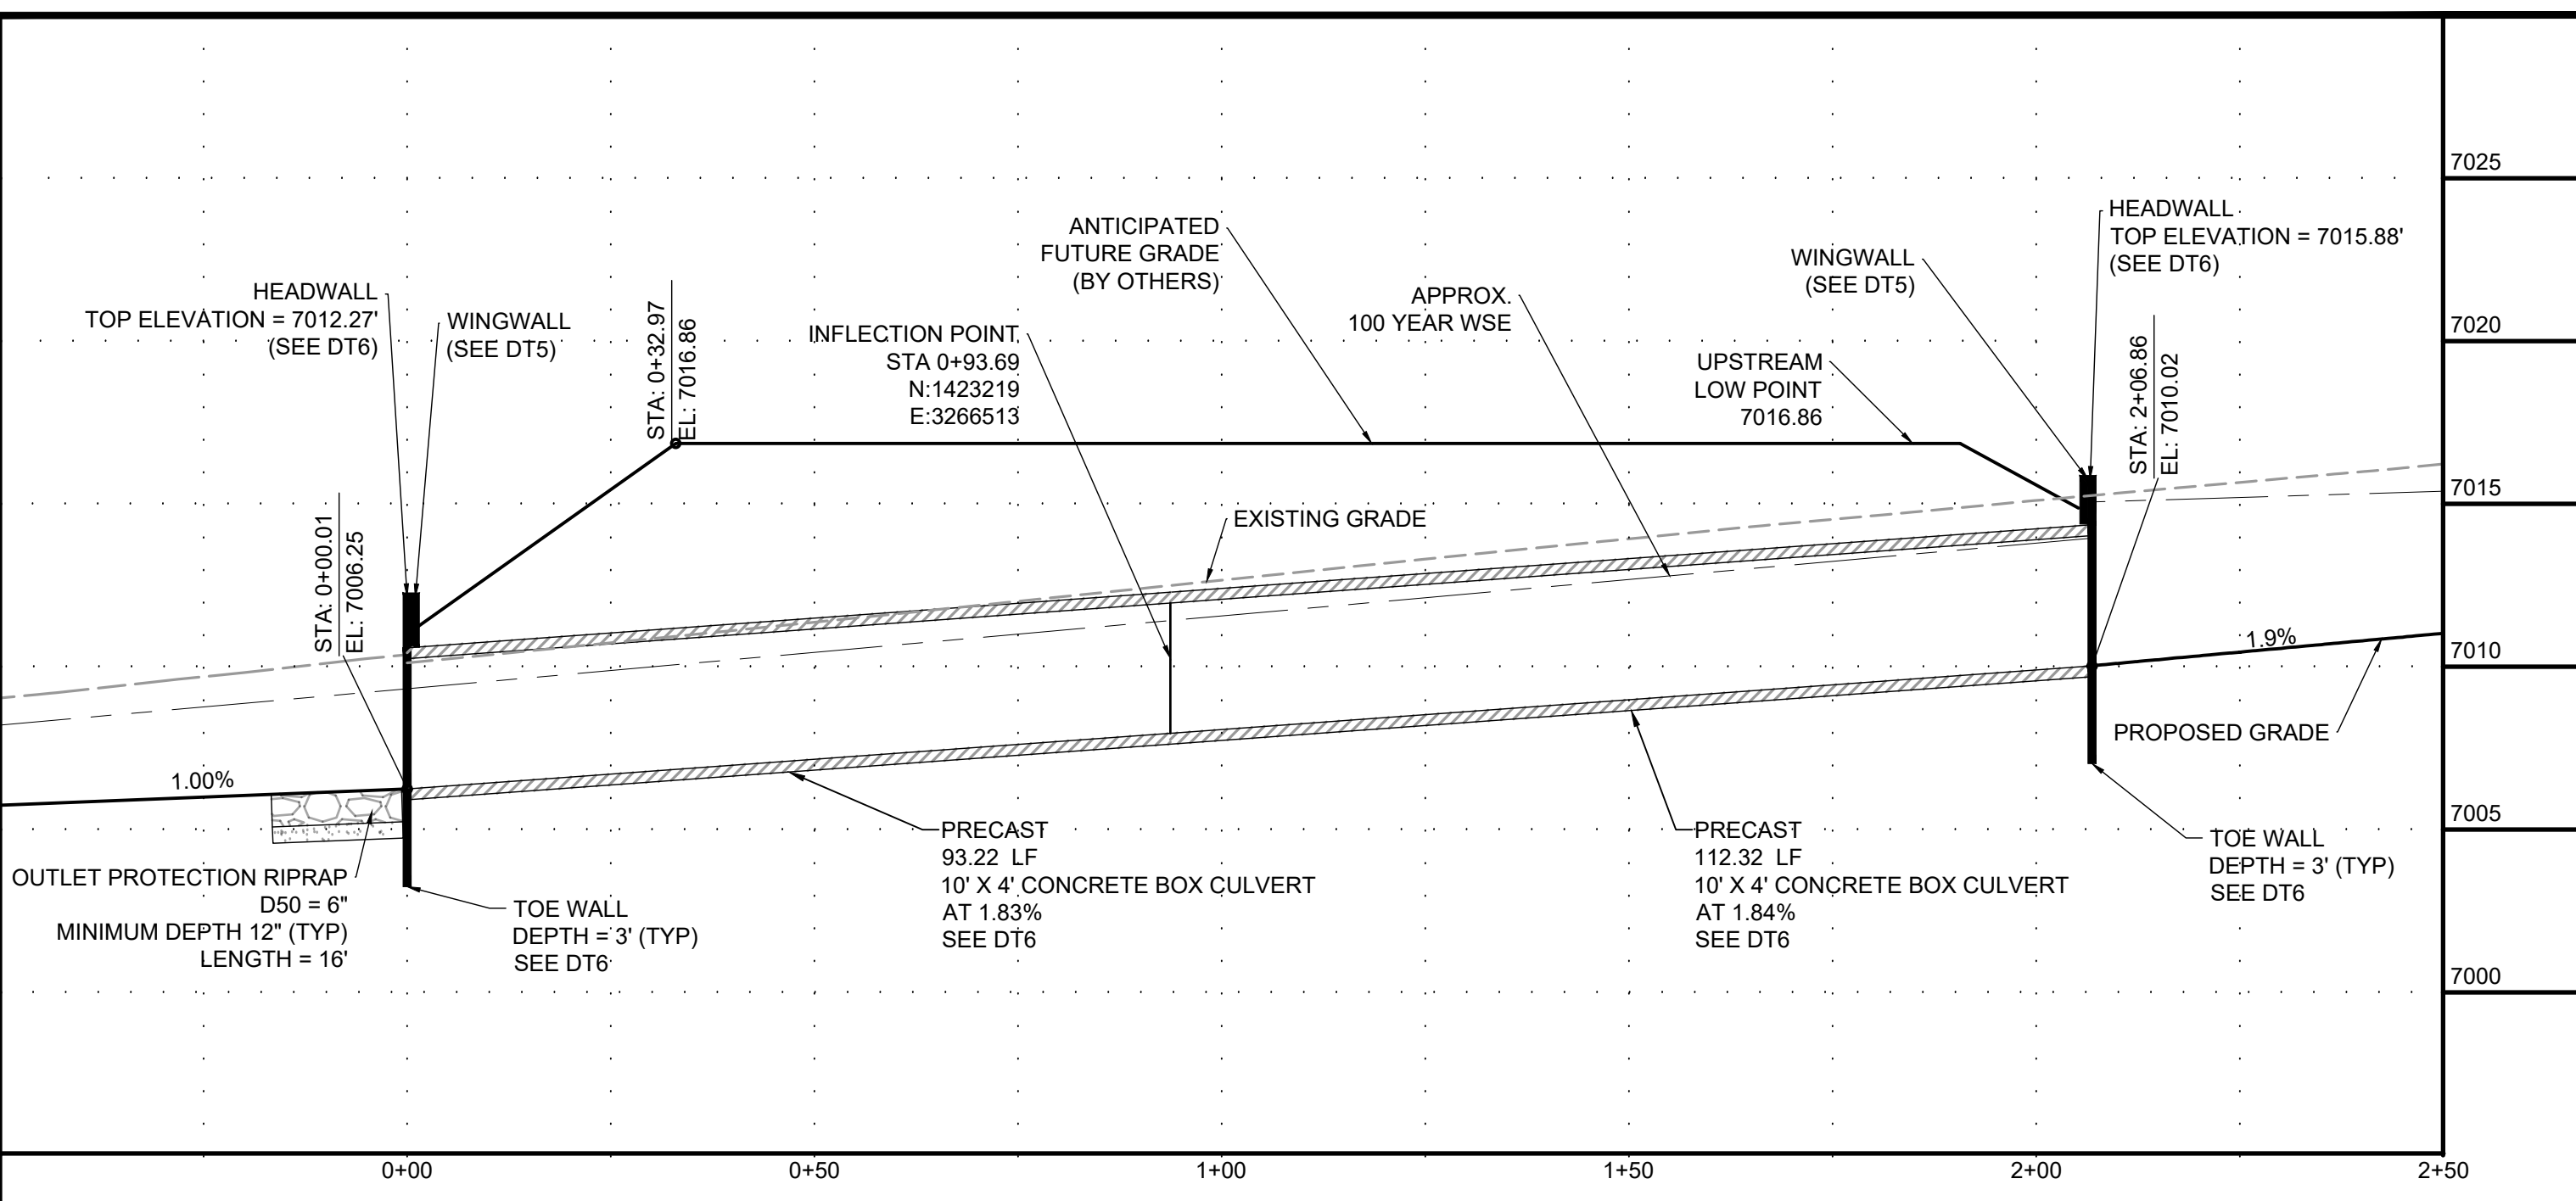 HEADWALL
TOP ELEVATION = 7012.27'
(SEE DT6)
WINGWALL
(SEE DT5)
STA: 0+32.97
EL: 7016.86
INFLECTION POINT
STA 0+93.69
N:1423219
E:3266513
ANTICIPATED
FUTURE GRADE
(BY OTHERS)
APPROX.
100 YEAR WSE
UPSTREAM
LOW POINT
7016.86
WINGWALL
(SEE DT5)
HEADWALL
TOP ELEVATION = 7015.88'
(SEE DT6)
STA: 2+06.86
EL: 7010.02
STA: 0+00.01
EL: 7006.25
EXISTING GRADE
1.9%
PROPOSED GRADE
1.00%
OUTLET PROTECTION RIPRAP
D50 = 6"
MINIMUM DEPTH 12" (TYP)
LENGTH = 16'
TOE WALL
DEPTH = 3' (TYP)
SEE DT6
PRECAST
93.22 LF
10' X 4' CONCRETE BOX CULVERT
AT 1.83%
SEE DT6
PRECAST
112.32 LF
10' X 4' CONCRETE BOX CULVERT
AT 1.84%
SEE DT6
TOE WALL
DEPTH = 3' (TYP)
SEE DT6
7025
7020
7015
7010
7005
7000
0+00
0+50
1+00
1+50
2+00
2+50